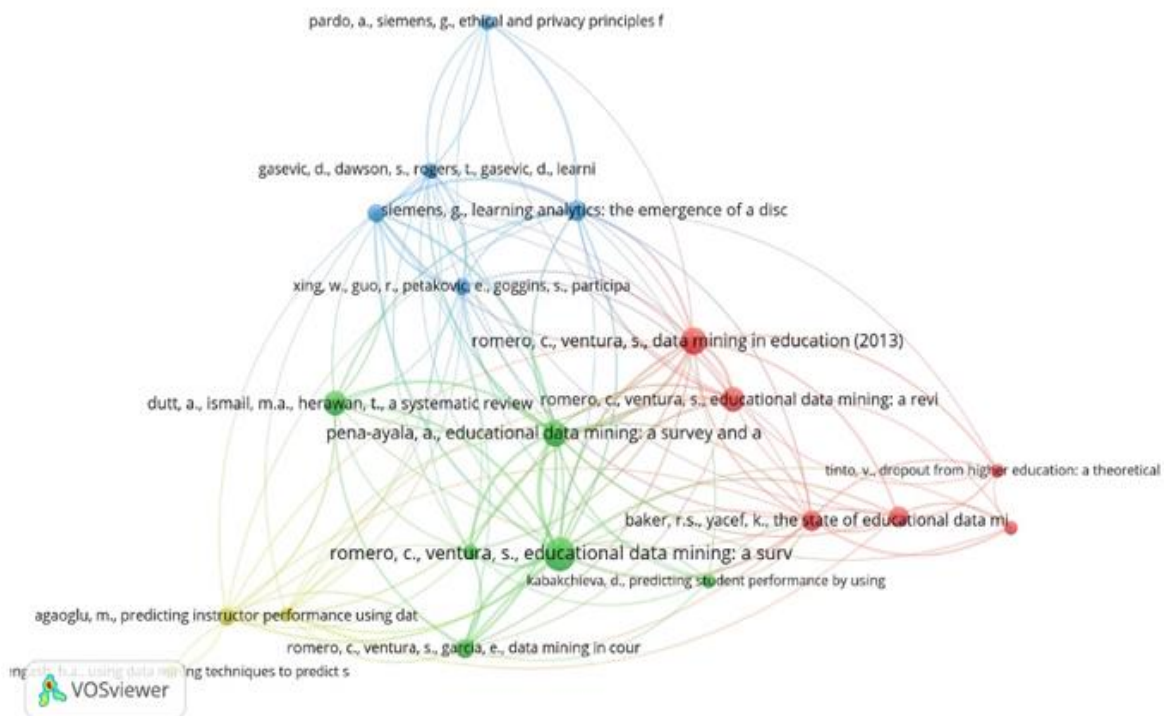 pardo, a., siemens, g., ethical and privacy principles f
gasevic, d., dawson, s., rogers, t., gasevic, d., learni
siemens, g., learning analytics: the emergence of a disc
xing, w., guo, r., petakovic, e., goggins, s., participa
romero, c., ventura, s., data mining in education (2013)
dutt, a., ismail, m.a., herawan, t., a systematic review
romero, c., ventura, s., educational data mining: a revi
pena-ayala, a., educational data mining: a survey and a
tinto, v., dropout from higher education: a theoretical
baker, r.s., yacef, k., the state of educational data mi
romero, c., ventura, s., educational data mining: a surv
kabakchieva, d., predicting student performance by using
agaoglu, m., predicting instructor performance using dat
romero, c., ventura, s., garcia, e., data mining in cour
using data mining techniques to predict s
VOSviewer